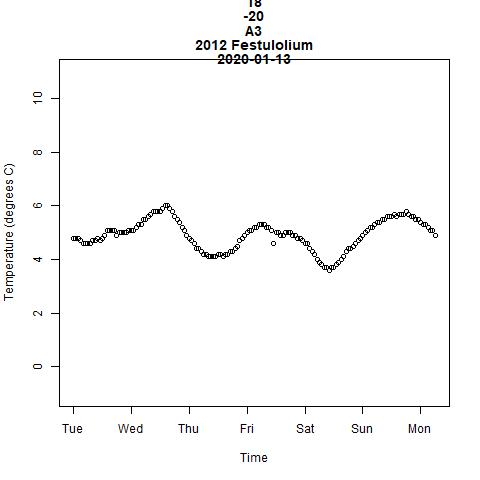 18
-20
A3
2012 Festulolium
2020-01-13
Temperature (degrees C)
10
8
6
4
2
0
Tue Wed Thu Fri Sat Sun Mon
Time